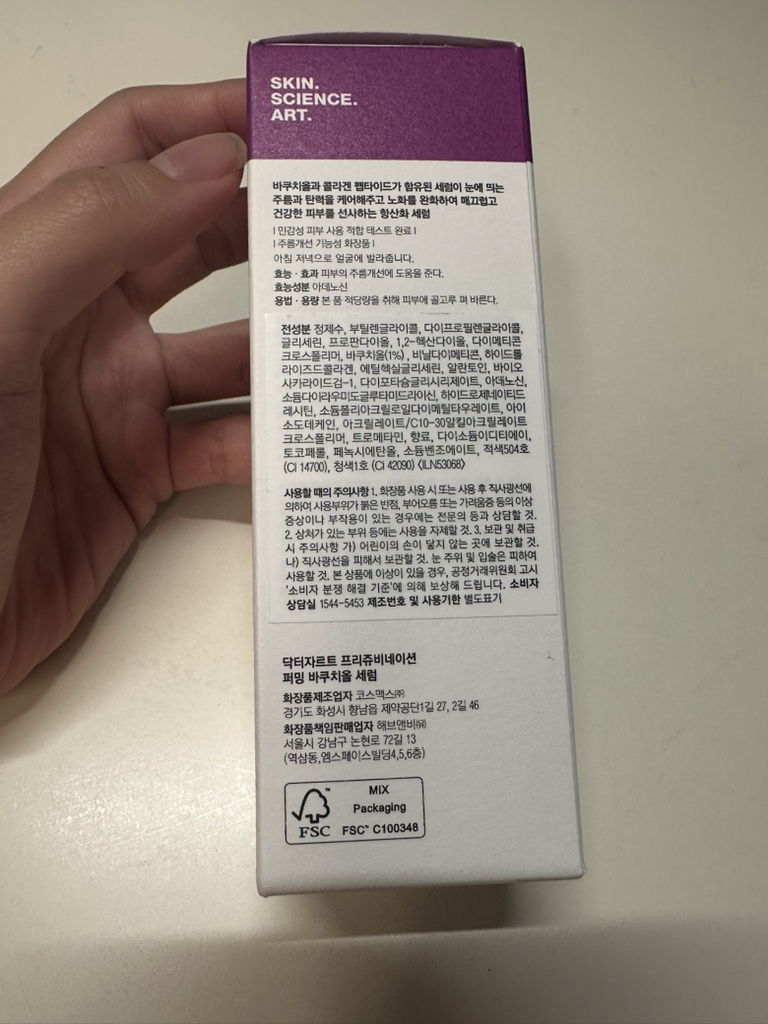 SKIN.
SCIENCE.
ART.
바쿠치올과 콜라겐 펩타이드가 함유된 세럼이 눈에 띄는
주름과 탄력을 케어해주고 노화를 완화하여 매끄럽고
건강한 피부를 선사하는 항산화 세럼
| 민감성 피부 사용 적합 테스트 완료 |
| 주름개선 기능성 화장품 |
아침 저녁으로 얼굴에 발라줍니다.
효능 · 효과 피부의 주름개선에 도움을 준다.
효능성분 아데노신
용법 · 용량 본 품 적당량을 취해 피부에 골고루 펴 바른다.
전성분 정제수, 부틸렌글라이콜, 다이프로필렌글라이콜,
글리세린, 프로판다이올, 1,2-헥산다이올, 다이메티콘
크로스폴리머, 바쿠치올(1%) , 비닐다이메티콘, 하이드롤
라이즈드콜라겐, 에틸헥실글리세린, 알란토인, 바이오
사카라이드검-1, 다이포타슘글리시리제이트, 아데노신,
소듐다이라우라미도글루타미드라이신, 하이드로제네이티드
레시틴, 소듐폴리아크릴로일다이메틸타우레이트, 아이
소도데케인, 아크릴레이트/C10-30알킬아크릴레이트
크로스폴리머, 트로메타민, 향료, 다이소듐이디티에이,
토코페롤, 페녹시에탄올, 소듐벤조에이트, 적색504호
(CI 14700), 청색1호 (CI 42090) <ILN53068>
사용할 때의 주의사항 1. 화장품 사용 시 또는 사용 후 직사광선에
의하여 사용부위가 붉은 반점, 부어오름 또는 가려움증 등의 이상
증상이나 부작용이 있는 경우에는 전문의 등과 상담할 것.
2. 상처가 있는 부위 등에는 사용을 자제할 것. 3. 보관 및 취급
시 주의사항 가) 어린이의 손이 닿지 않는 곳에 보관할 것.
나) 직사광선을 피해서 보관할 것. 눈 주위 및 입술은 피하여
사용할 것. 본 상품에 이상이 있을 경우, 공정거래위원회 고시
'소비자 분쟁 해결 기준'에 의해 보상해 드립니다. 소비자
상담실 1544-5453 제조번호 및 사용기한 별도표기
닥터자르트 프리쥬비네이션
퍼밍 바쿠치올 세럼
화장품제조업자 코스맥스㈜
경기도 화성시 향남읍 제약공단1길 27, 2길 46
화장품책임판매업자 해브앤비㈲
서울시 강남구 논현로 72길 13
(역삼동,엠스페이스빌딩4,5,6층)
MIX
Packaging
FSC™ C100348
FSC